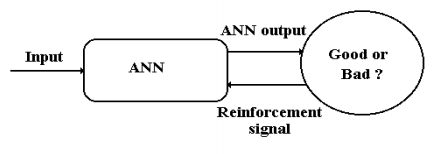 Input
ANN
ANN output
Good or
Bad ?
Reinforcement
signal